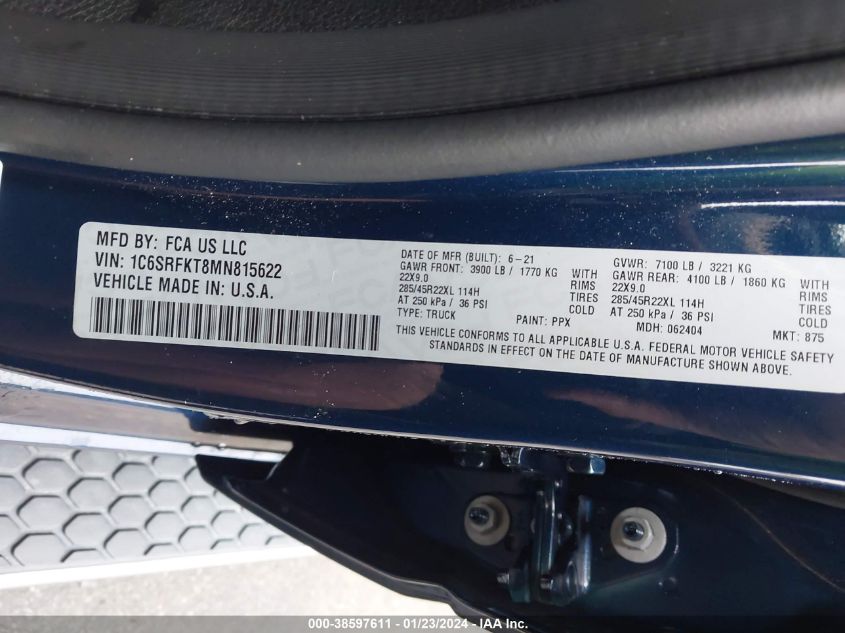 MFD BY: FCA US LLC
VIN: 1C6SRFKT8MN815622
VEHICLE MADE IN: U.S.A.
DATE OF MFR (BUILT): 6-21
GVWR: 7100 LB / 3221 KG
GAWR FRONT: 3900 LB / 1770 KG WITH
GAWR REAR: 4100 LB / 1860 KG WITH
22X9.0 RIMS
22X9.0 RIMS
285/45R22XL 114H TIRES
285/45R22XL 114H TIRES
AT 250 kPa / 36 PSI COLD
AT 250 kPa / 36 PSI COLD
TYPE: TRUCK PAINT: PPX MDH: 062404 MKT: 875
THIS VEHICLE CONFORMS TO ALL APPLICABLE U.S.A. FEDERAL MOTOR VEHICLE SAFETY
STANDARDS IN EFFECT ON THE DATE OF MANUFACTURE SHOWN ABOVE.
000-38597611 - 01/23/2024 - IAA Inc.